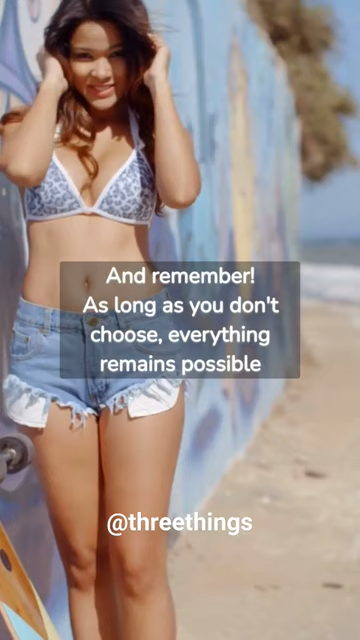 And remember!
As long as you don't
choose, everything
remains possible
@threethings